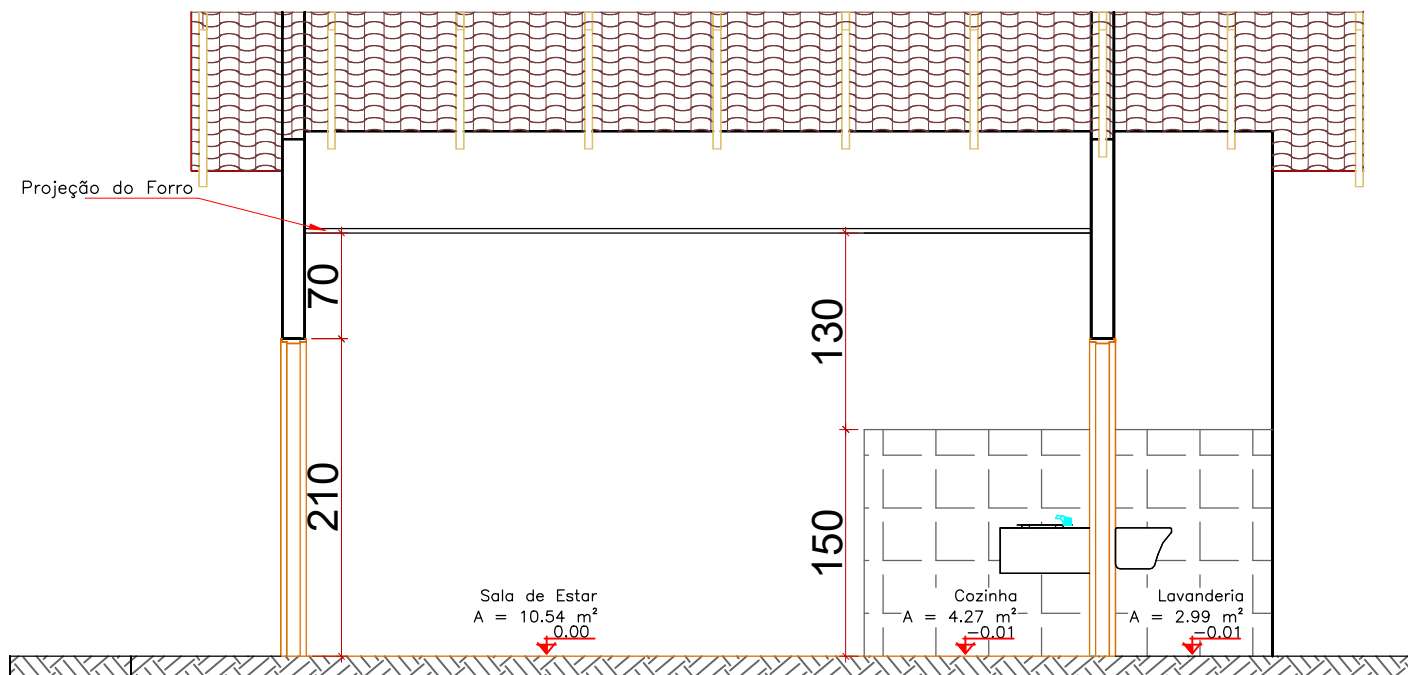 Projeção do Forro
70
130
210
150
Sala de Estar
A = 10.54 m²
0.00
Cozinha
A = 4.27 m²
-0.01
Lavanderia
A = 2.99 m²
-0.01